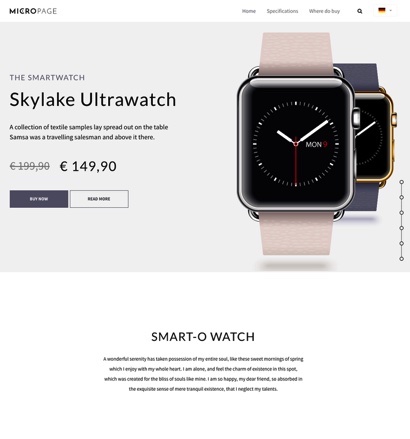 MICROPAGE
Home Specifications Where do buy
THE SMARTWATCH
Skylake Ultrawatch
A collection of textile samples lay spread out on the table
Samsa was a travelling salesman and above it there.
€ 199,90 € 149,90
BUY NOW READ MORE
MON 9
SMART-O WATCH
A wonderful serenity has taken possession of my entire soul, like these sweet mornings of spring
which I enjoy with my whole heart. I am alone, and feel the charm of existence in this spot,
which was created for the bliss of souls like mine. I am so happy, my dear friend, so absorbed in
the exquisite sense of mere tranquil existence, that I neglect my talents.